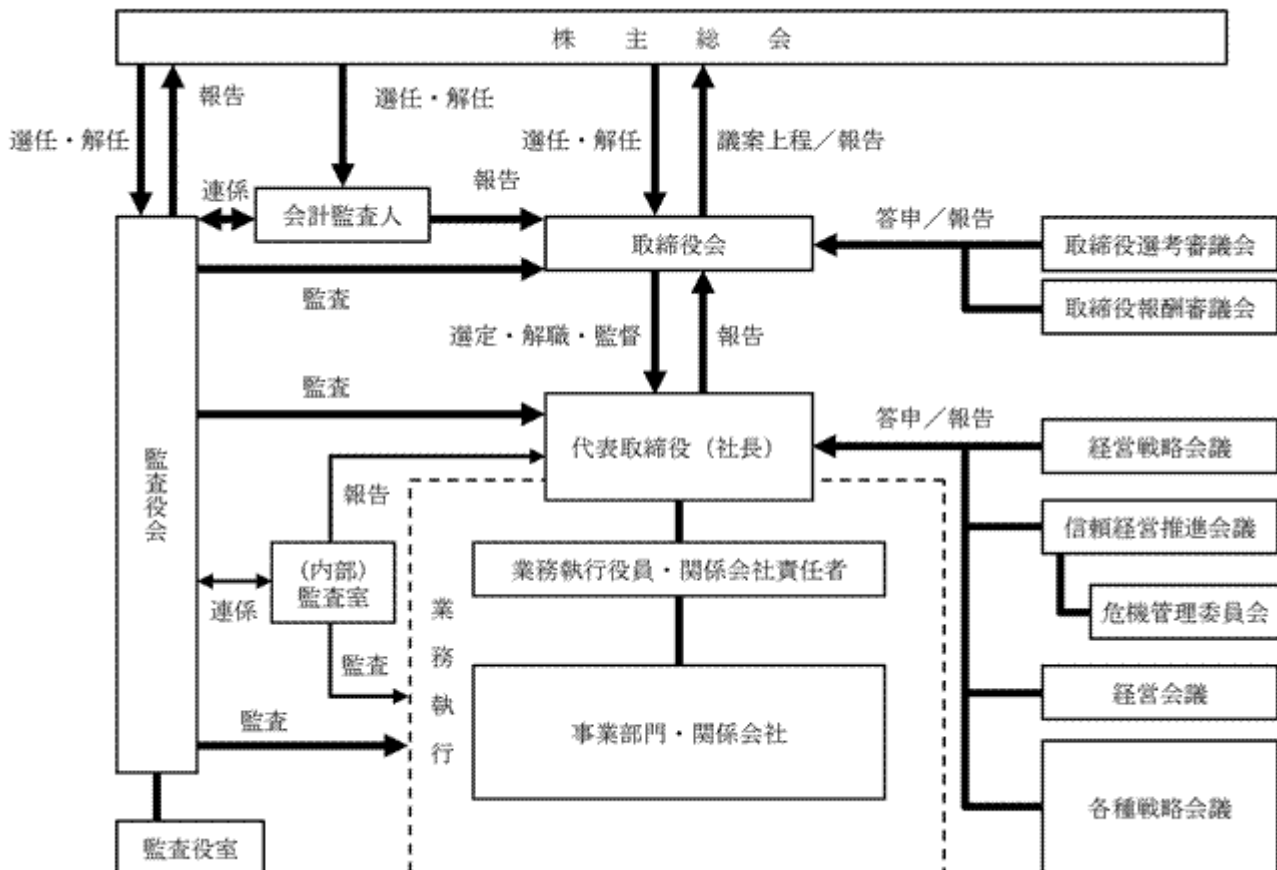 株主総会
報告
選任・解任
選任・解任
選任・解任
議案上程／報告
連係
会計監査人
報告
取締役会
答申／報告
取締役選考審議会
取締役報酬審議会
監査
選定・解職・監督
報告
監査
代表取締役（社長）
答申／報告
経営戦略会議
監査役会
報告
信頼経営推進会議
（内部）
監査室
連係
業務執行役員・関係会社責任者
業務執行
危機管理委員会
監査
経営会議
監査
事業部門・関係会社
各種戦略会議
監査役室